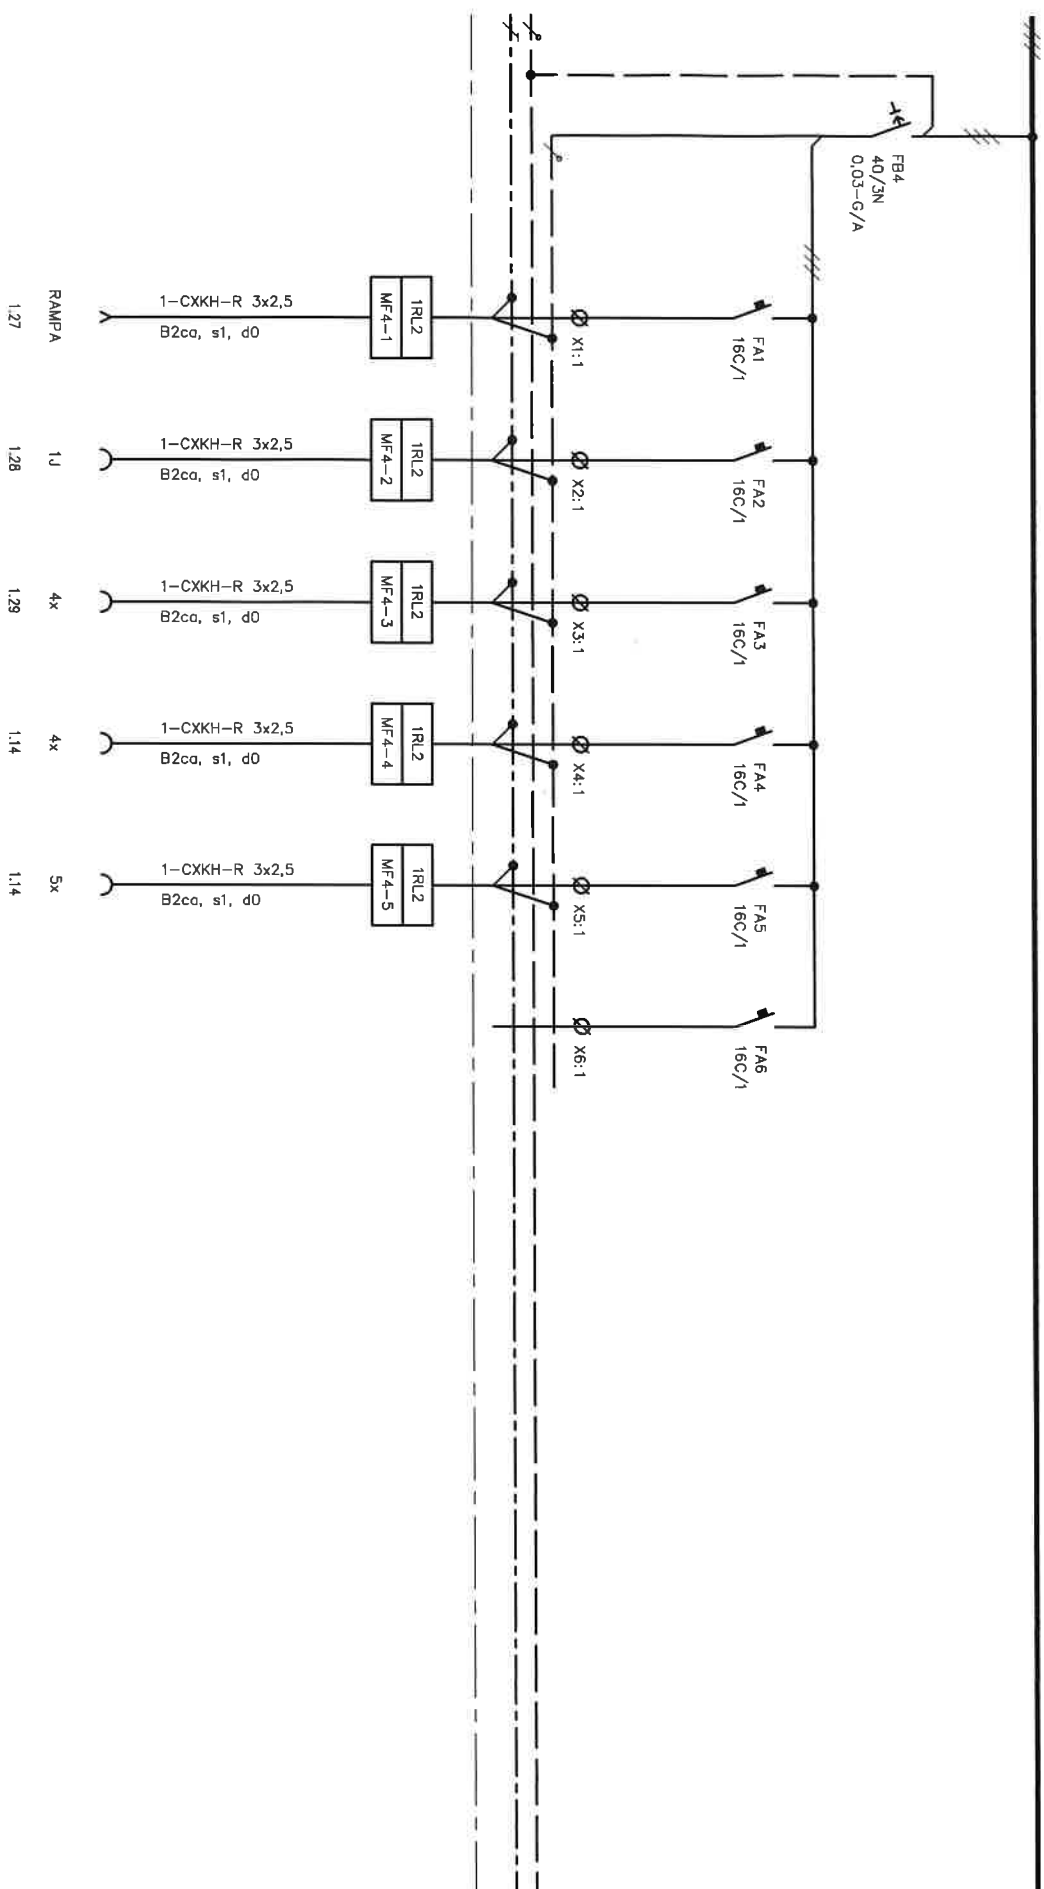 FB4
40/3N
0,03-G/A
FA1
16C/1
FA2
16C/1
FA3
16C/1
FA4
16C/1
FA5
16C/1
FA6
16C/1
X1:1
X2:1
X3:1
X4:1
X5:1
X6:1
1RL2
MF4-1
1RL2
MF4-2
1RL2
MF4-3
1RL2
MF4-4
1RL2
MF4-5
1-CXKH-R 3x2,5
B2ca, s1, d0
1-CXKH-R 3x2,5
B2ca, s1, d0
1-CXKH-R 3x2,5
B2ca, s1, d0
1-CXKH-R 3x2,5
B2ca, s1, d0
1-CXKH-R 3x2,5
B2ca, s1, d0
RAMPA
1.27
1J
1.28
4x
1.29
4x
1.14
5x
1.14